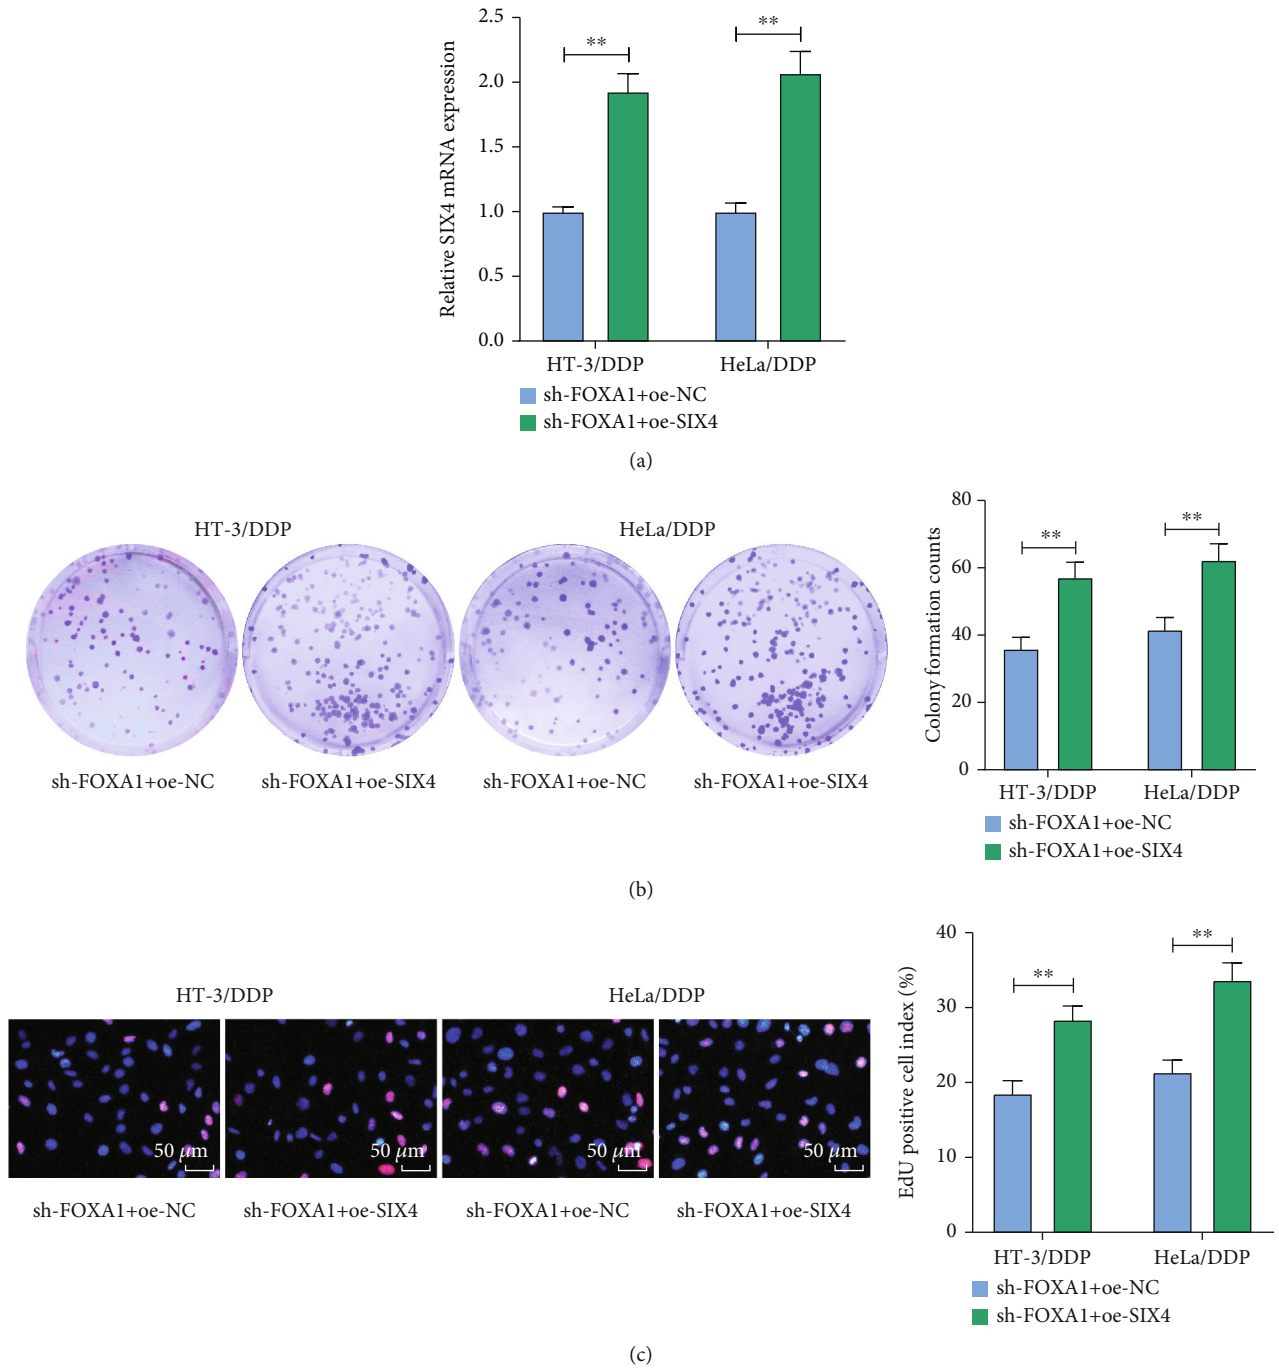 2.5
2.0
1.5
1.0
0.5
0.0
Relative SIX4 mRNA expression
**
**
HT-3/DDP
HeLa/DDP
sh-FOXA1+oe-NC
sh-FOXA1+oe-SIX4
(a)
HT-3/DDP
HeLa/DDP
sh-FOXA1+oe-NC
sh-FOXA1+oe-SIX4
sh-FOXA1+oe-NC
sh-FOXA1+oe-SIX4
80
60
40
20
0
Colony formation counts
**
**
HT-3/DDP
HeLa/DDP
sh-FOXA1+oe-NC
sh-FOXA1+oe-SIX4
(b)
HT-3/DDP
HeLa/DDP
50 μm
50 μm
50 μm
50 μm
sh-FOXA1+oe-NC
sh-FOXA1+oe-SIX4
sh-FOXA1+oe-NC
sh-FOXA1+oe-SIX4
40
30
20
10
0
EdU positive cell index (%)
**
**
HT-3/DDP
HeLa/DDP
sh-FOXA1+oe-NC
sh-FOXA1+oe-SIX4
(c)